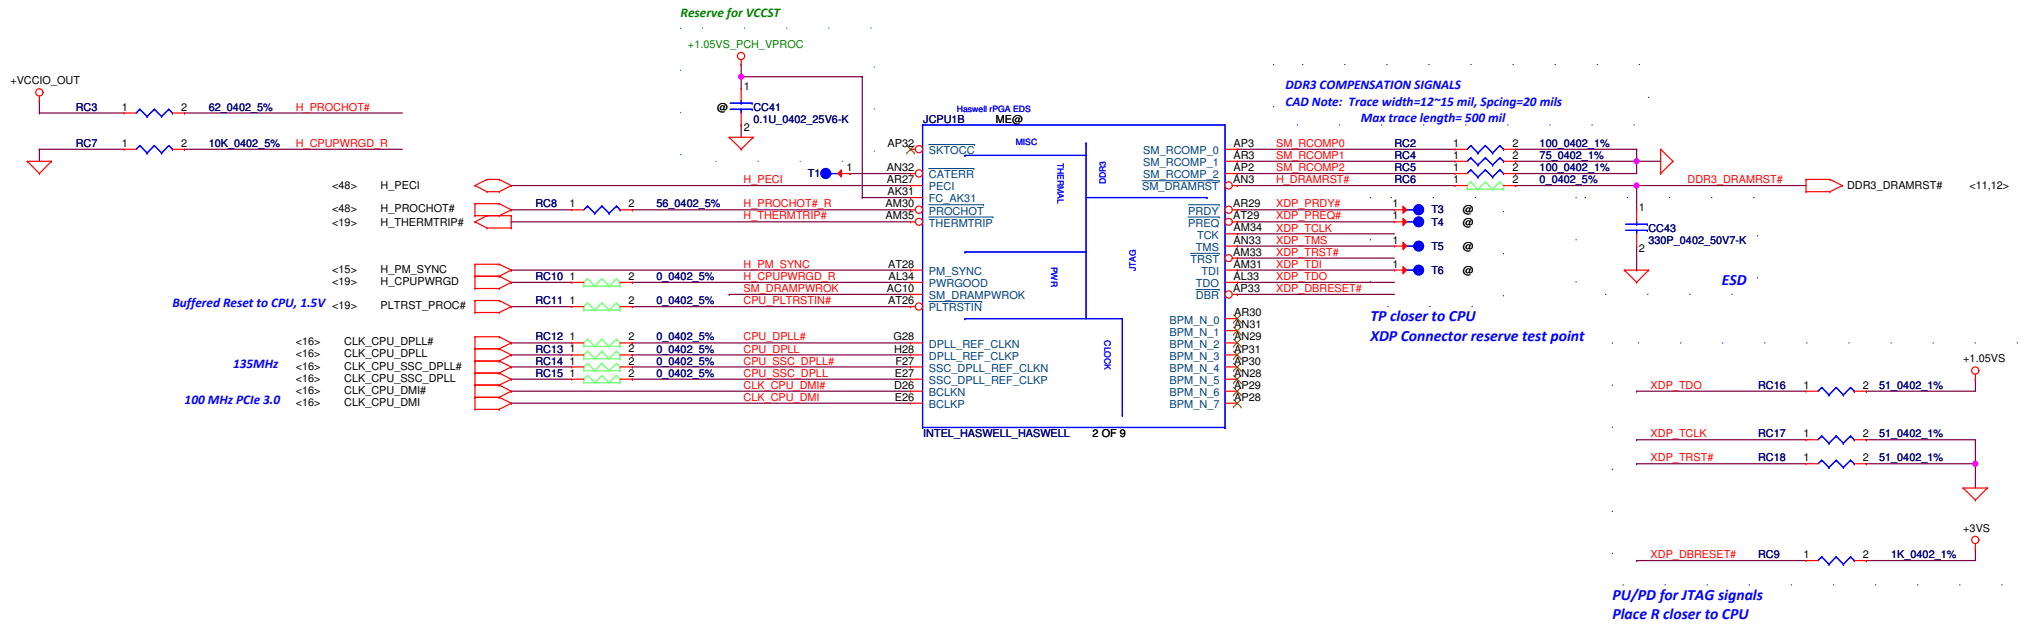 Reserve for VCCST
+1.05VS_PCH_VPROC
+VCCIO_OUT
RC3 1 2 62_0402_5% H_PROCHOT#
RC7 1 2 10K_0402_5% H_CPUPWRGD_R
@ 1 CC41
0.1U_0402_25V6-K
2
DDR3 COMPENSATION SIGNALS
CAD Note: Trace width=12~15 mil, Spcing=20 mils
Max trace length= 500 mil
Haswell rPGA EDS
JCPU1B ME@
MISC
THERMAL
PWR
DDR3
JTAG
CLOCK
AP32 SKTOCC
T1 1 AN32 CATERR
<48> H_PECI H_PECI AR27 PECI
AK31 FC_AK31
<48> H_PROCHOT# RC8 1 2 56_0402_5% H_PROCHOT#_R AM30 PROCHOT
<19> H_THERMTRIP# H_THERMTRIP# AM35 THERMTRIP
<15> H_PM_SYNC H_PM_SYNC AT28 PM_SYNC
<19> H_CPUPWRGD RC10 1 2 0_0402_5% H_CPUPWRGD_R AL34 PWRGOOD
SM_DRAMPWROK AC10 SM_DRAMPWROK
Buffered Reset to CPU, 1.5V <19> PLTRST_PROC# RC11 1 2 0_0402_5% CPU_PLTRSTIN# AT26 PLTRSTIN
<16> CLK_CPU_DPLL# RC12 1 2 0_0402_5% CPU_DPLL# G28 DPLL_REF_CLKN
<16> CLK_CPU_DPLL RC13 1 2 0_0402_5% CPU_DPLL H28 DPLL_REF_CLKP
135MHz <16> CLK_CPU_SSC_DPLL# RC14 1 2 0_0402_5% CPU_SSC_DPLL# F27 SSC_DPLL_REF_CLKN
<16> CLK_CPU_SSC_DPLL RC15 1 2 0_0402_5% CPU_SSC_DPLL E27 SSC_DPLL_REF_CLKP
<16> CLK_CPU_DMI# CLK_CPU_DMI# D26 BCLKN
100 MHz PCIe 3.0 <16> CLK_CPU_DMI CLK_CPU_DMI E26 BCLKP
INTEL_HASWELL_HASWELL 2 OF 9
SM_RCOMP_0 AP3 SM_RCOMP0 RC2 1 2 100_0402_1%
SM_RCOMP_1 AR3 SM_RCOMP1 RC4 1 2 75_0402_1%
SM_RCOMP_2 AP2 SM_RCOMP2 RC5 1 2 100_0402_1%
SM_DRAMRST AN3 H_DRAMRST# RC6 1 2 0_0402_5% DDR3_DRAMRST# DDR3_DRAMRST# <11,12>
PRDY AR29 XDP_PRDY# 1 T3 @
PREQ AT29 XDP_PREQ# 1 T4 @
TCK AM34 XDP_TCLK
TMS AN33 XDP_TMS 1 T5 @
TRST AM33 XDP_TRST#
TDI AM31 XDP_TDI 1 T6 @
TDO AL33 XDP_TDO
DBR AP33 XDP_DBRESET#
1 CC43
330P_0402_50V7-K
2
ESD
BPM_N_0 AR30
BPM_N_1 AN31
BPM_N_2 AN29
BPM_N_3 AP31
BPM_N_4 AP30
BPM_N_5 AN28
BPM_N_6 AP29
BPM_N_7 AP28
TP closer to CPU
XDP Connector reserve test point
+1.05VS
XDP_TDO RC16 1 2 51_0402_1%
XDP_TCLK RC17 1 2 51_0402_1%
XDP_TRST# RC18 1 2 51_0402_1%
+3VS
XDP_DBRESET# RC9 1 2 1K_0402_1%
PU/PD for JTAG signals
Place R closer to CPU